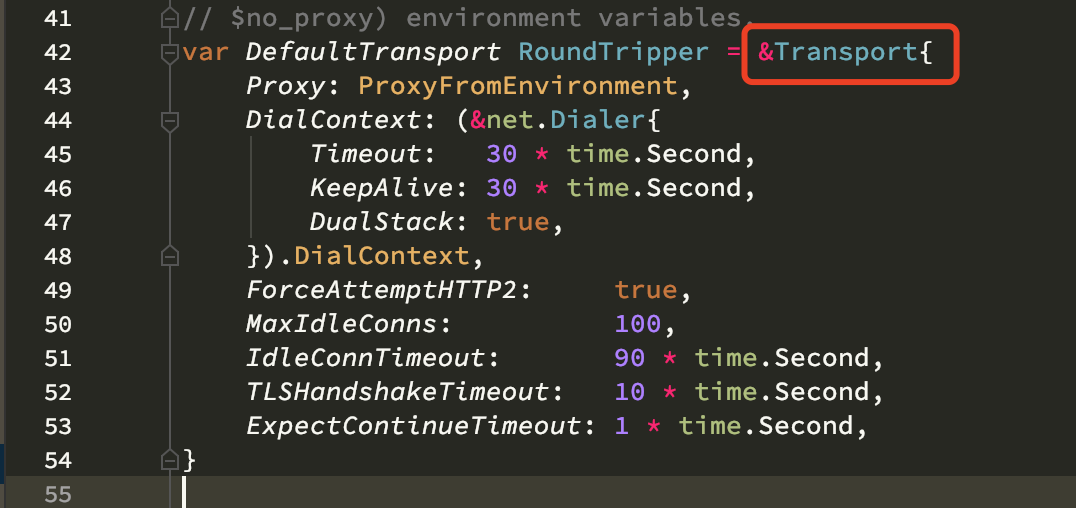 41 // $no_proxy) environment variables.
42 var DefaultTransport RoundTripper = &Transport{
43 Proxy: ProxyFromEnvironment,
44 DialContext: (&net.Dialer{
45 Timeout: 30 * time.Second,
46 KeepAlive: 30 * time.Second,
47 DualStack: true,
48 }).DialContext,
49 ForceAttemptHTTP2: true,
50 MaxIdleConns: 100,
51 IdleConnTimeout: 90 * time.Second,
52 TLSHandshakeTimeout: 10 * time.Second,
53 ExpectContinueTimeout: 1 * time.Second,
54 }
55